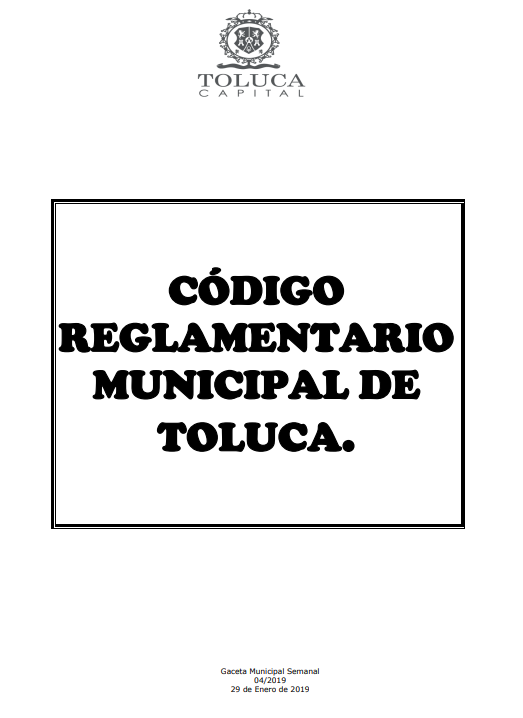 TOLUCA
CAPITAL
CÓDIGO
REGLAMENTARIO
MUNICIPAL DE
TOLUCA.
Gaceta Municipal Semanal
04/2019
29 de Enero de 2019